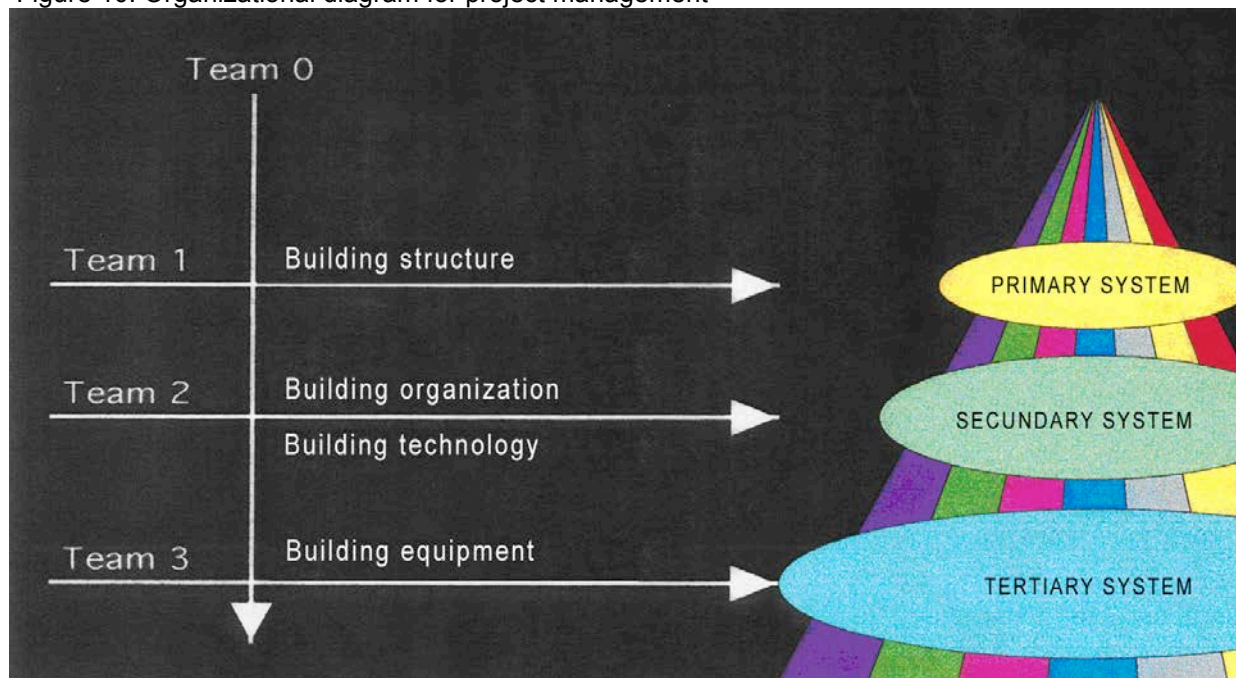 Figure 10. Organizational diagram for project management
Team 0
Team 1
Building structure
PRIMARY SYSTEM
Team 2
Building organization
Building technology
SECUNDARY SYSTEM
Team 3
Building equipment
TERTIARY SYSTEM